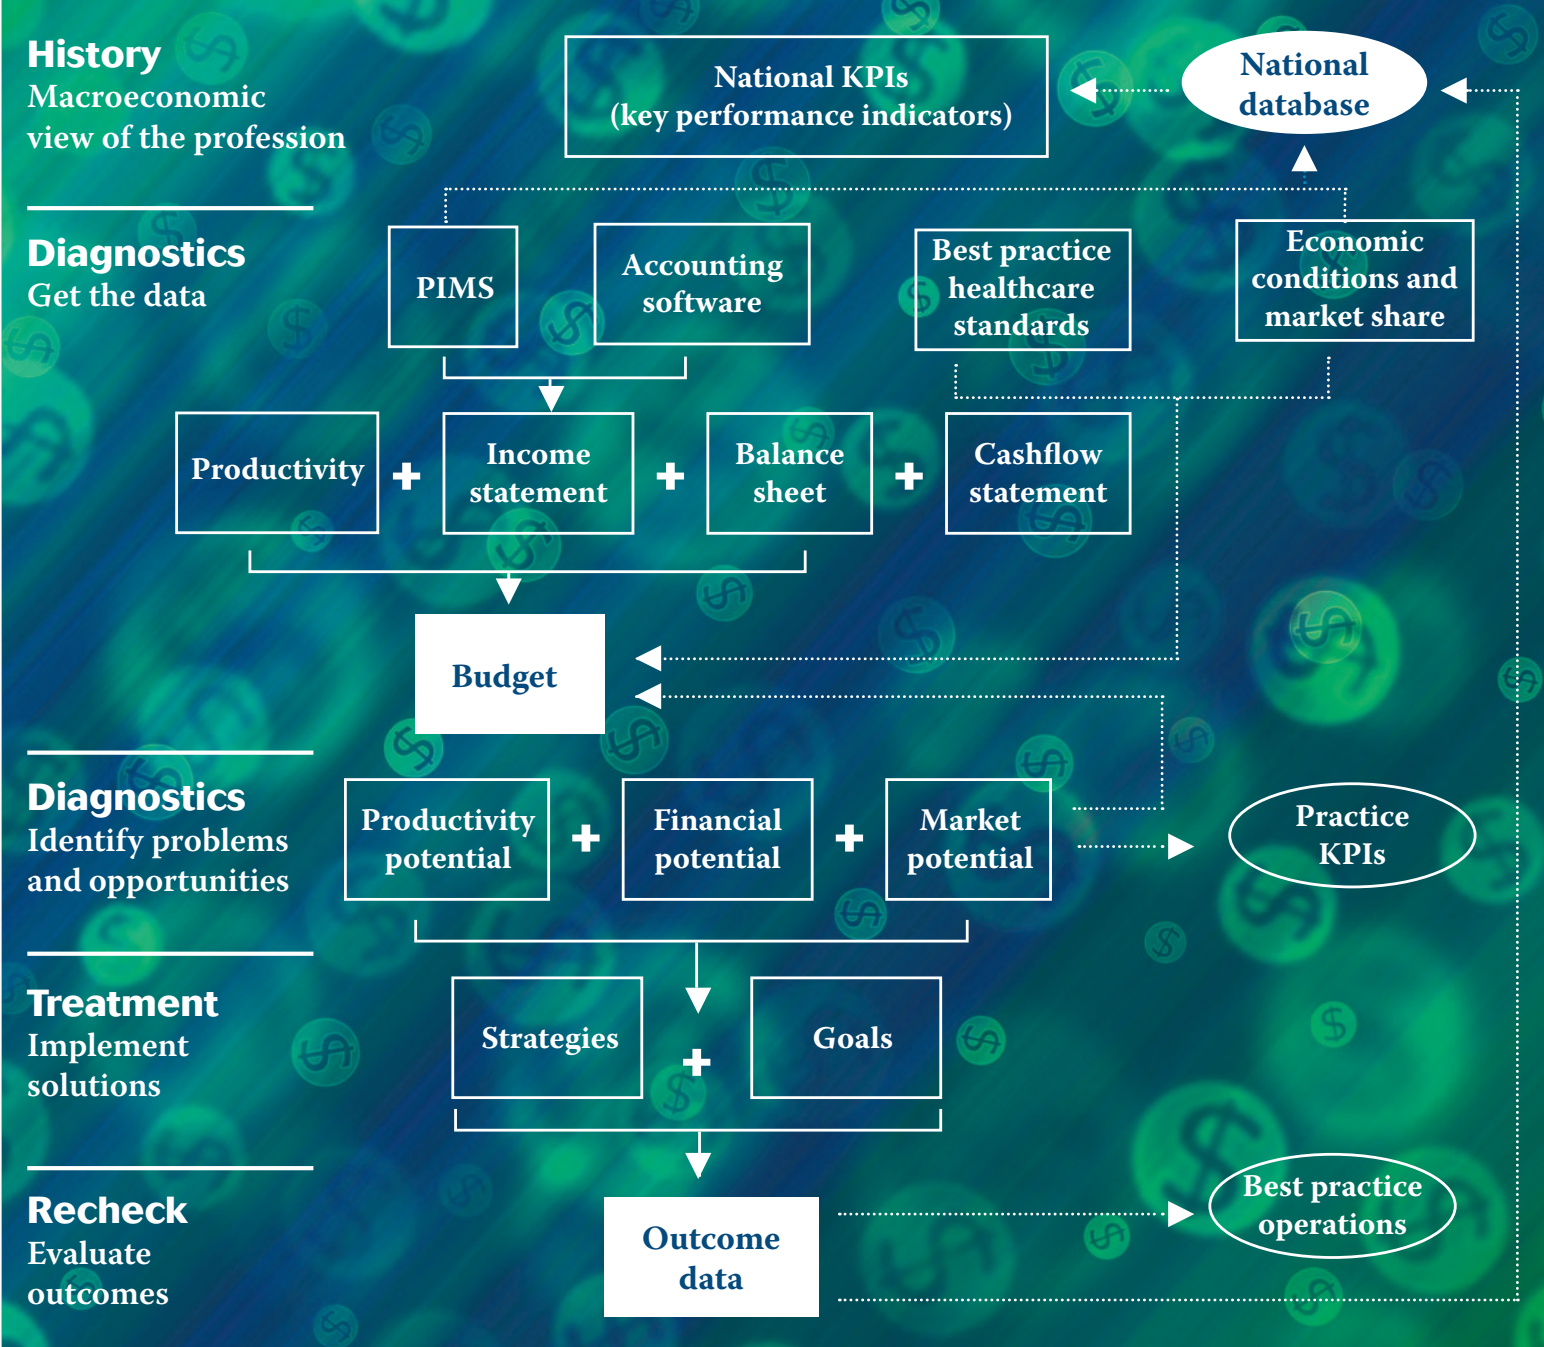 History
Macroeconomic
view of the profession
National KPIs
(key performance indicators)
National
database
Diagnostics
Get the data
PIMS
Accounting
software
Best practice
healthcare
standards
Economic
conditions and
market share
Productivity
+
Income
statement
+
Balance
sheet
+
Cashflow
statement
Budget
Diagnostics
Identify problems
and opportunities
Productivity
potential
+
Financial
potential
+
Market
potential
Practice
KPIs
Treatment
Implement
solutions
Strategies
+
Goals
Recheck
Evaluate
outcomes
Outcome
data
Best practice
operations